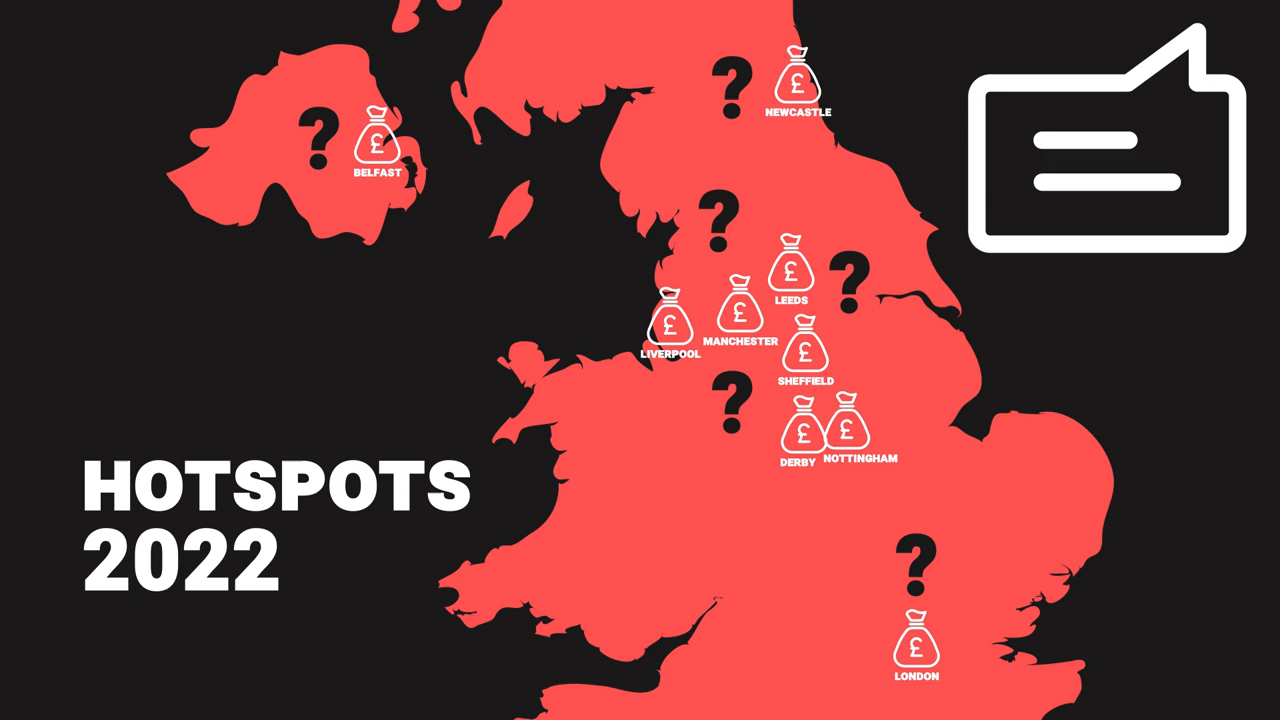 ?
£
NEWCASTLE
?
£
BELFAST
?
£
LEEDS
?
£
LIVERPOOL
£
MANCHESTER
£
SHEFFIELD
?
£
DERBY
£
NOTTINGHAM
HOTSPOTS
2022
?
£
LONDON